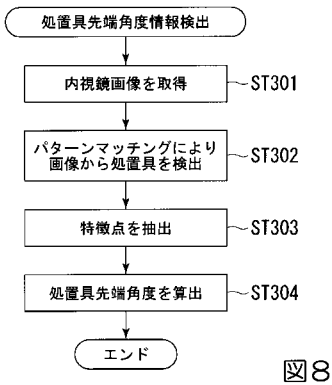 処置具先端角度情報検出
内視鏡画像を取得
ST301
パターンマッチングにより
画像から処置具を検出
ST302
特徴点を抽出
ST303
処置具先端角度を算出
ST304
エンド
図8